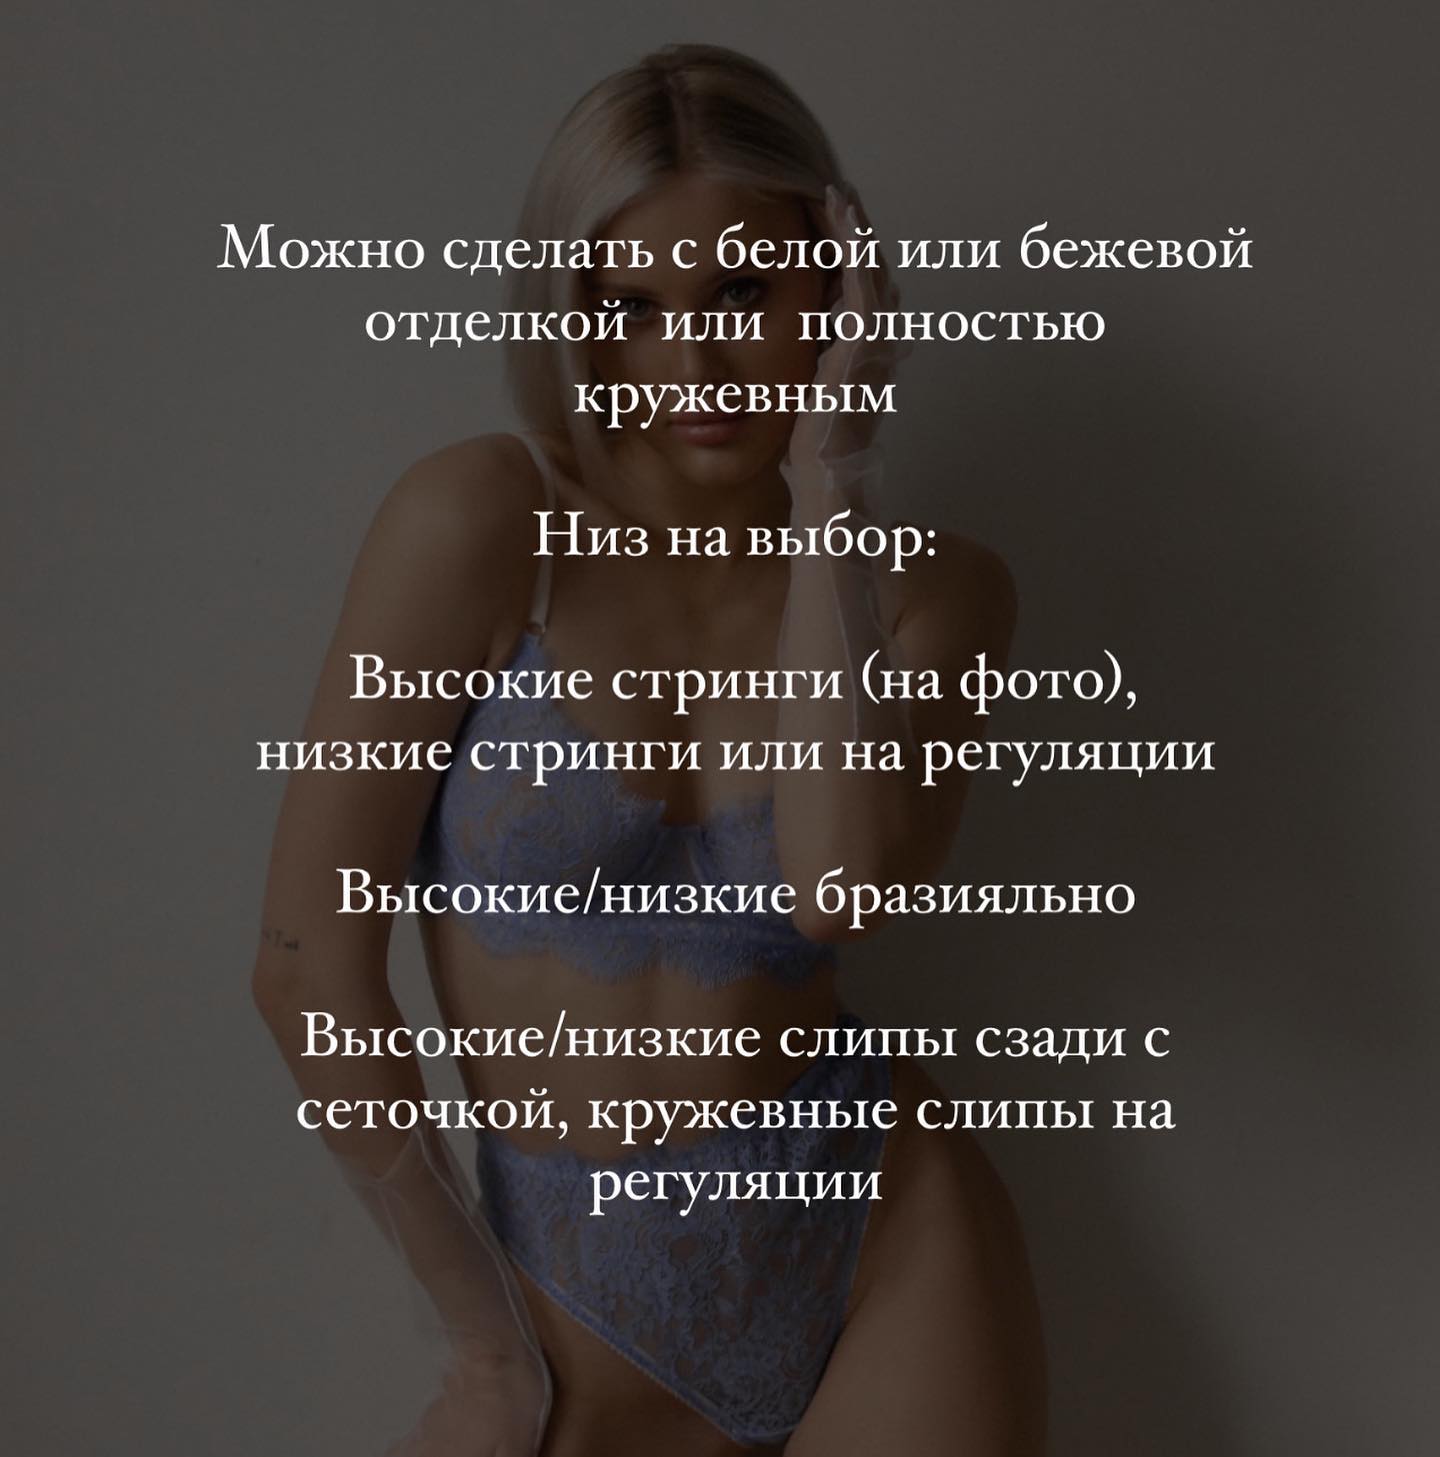 Можно сделать с белой или бежевой
отделкой или полностью
кружевным
Низ на выбор:
Высокие стринги (на фото),
низкие стринги или на регуляции
Высокие/низкие бразияльно
Высокие/низкие слипы сзади с
сеточкой, кружевные слипы на
регуляции